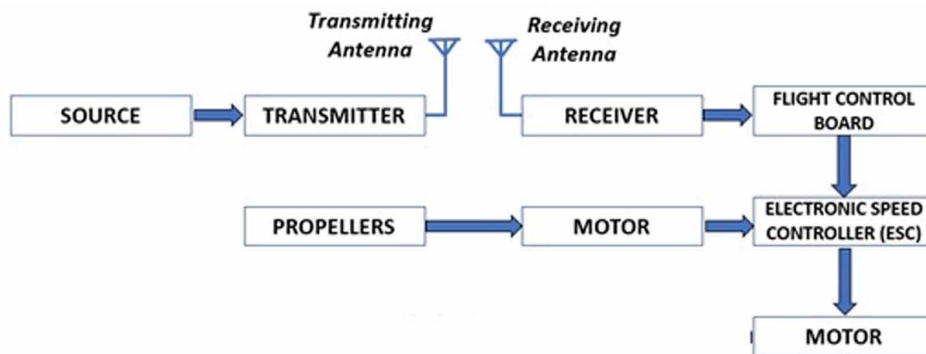 Transmitting
Antenna
Receiving
Antenna
SOURCE
TRANSMITTER
RECEIVER
FLIGHT CONTROL
BOARD
PROPELLERS
MOTOR
ELECTRONIC SPEED
CONTROLLER (ESC)
MOTOR